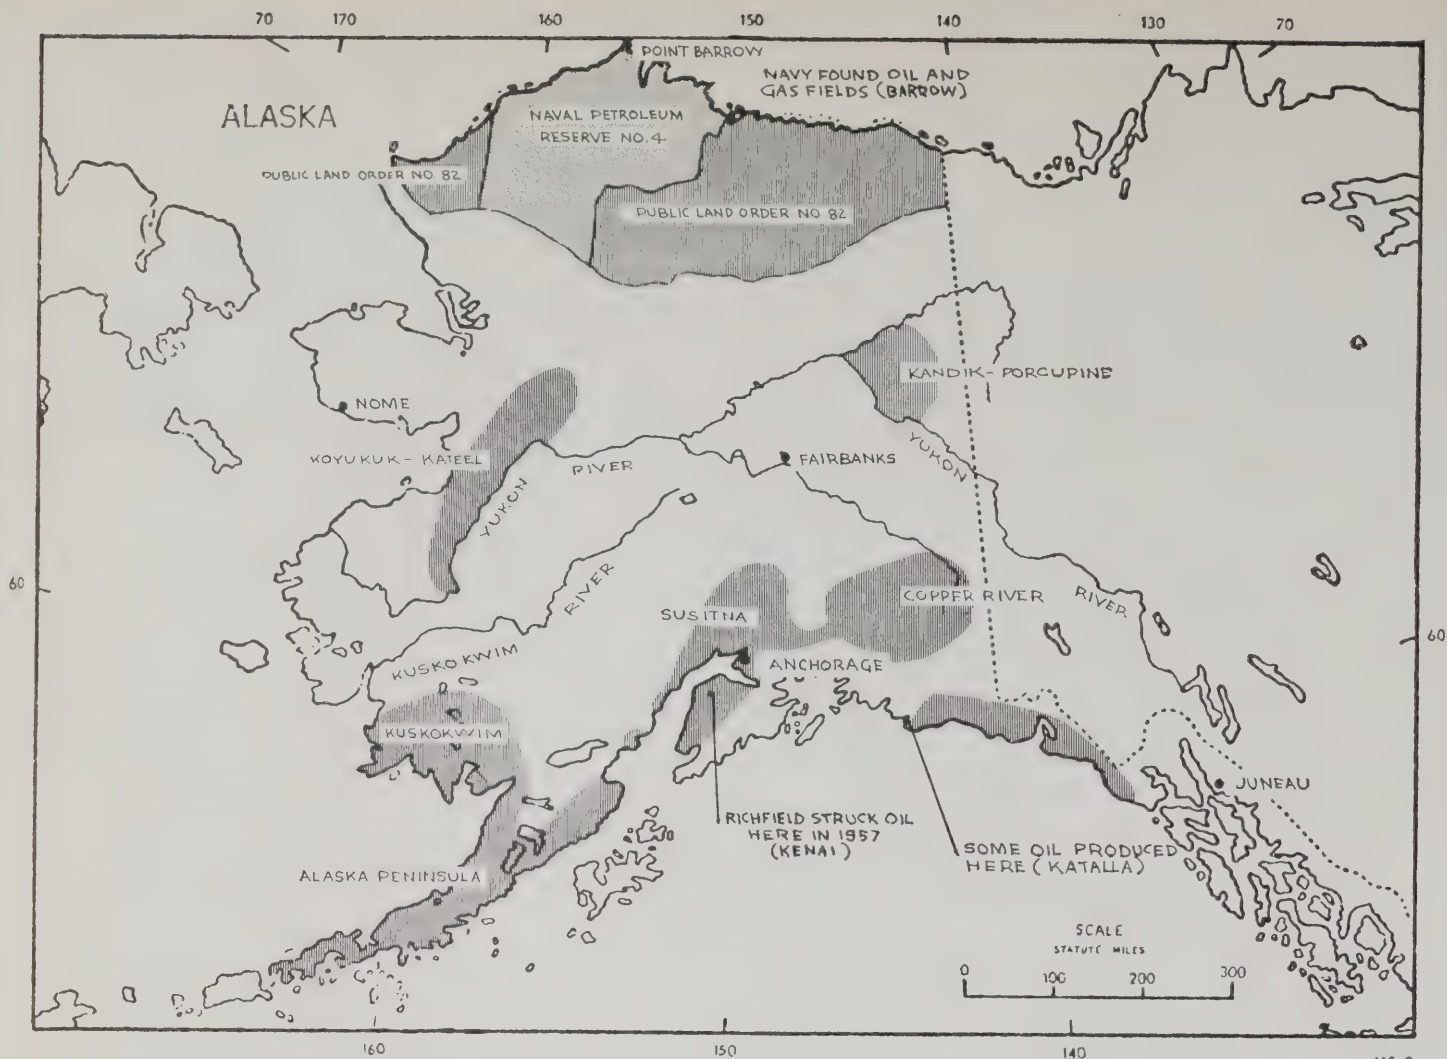 70 170 160 150 140 130 70
POINT BARROW
NAVY FOUND OIL AND
GAS FIELDS (BARROW)
ALASKA
NAVAL PETROLEUM
RESERVE NO. 4
PUBLIC LAND ORDER NO. 82
PUBLIC LAND ORDER NO 82
KANDIK-PORCUPINE
NOME
KOYUKUK-KATEEL
YUKON
RIVER
FAIRBANKS
YUKON
RIVER
60
RIVER
SUSITNA
COPPER RIVER
60
KUSKOKWIM
ANCHORAGE
KUSKOKWIM
JUNEAU
RICHFIELD STRUCK OIL
HERE IN 1957
(KENAI)
SOME OIL PRODUCED
HERE (KATALLA)
ALASKA PENINSULA
SCALE
STATUTE MILES
0 100 200 300
160 150 140